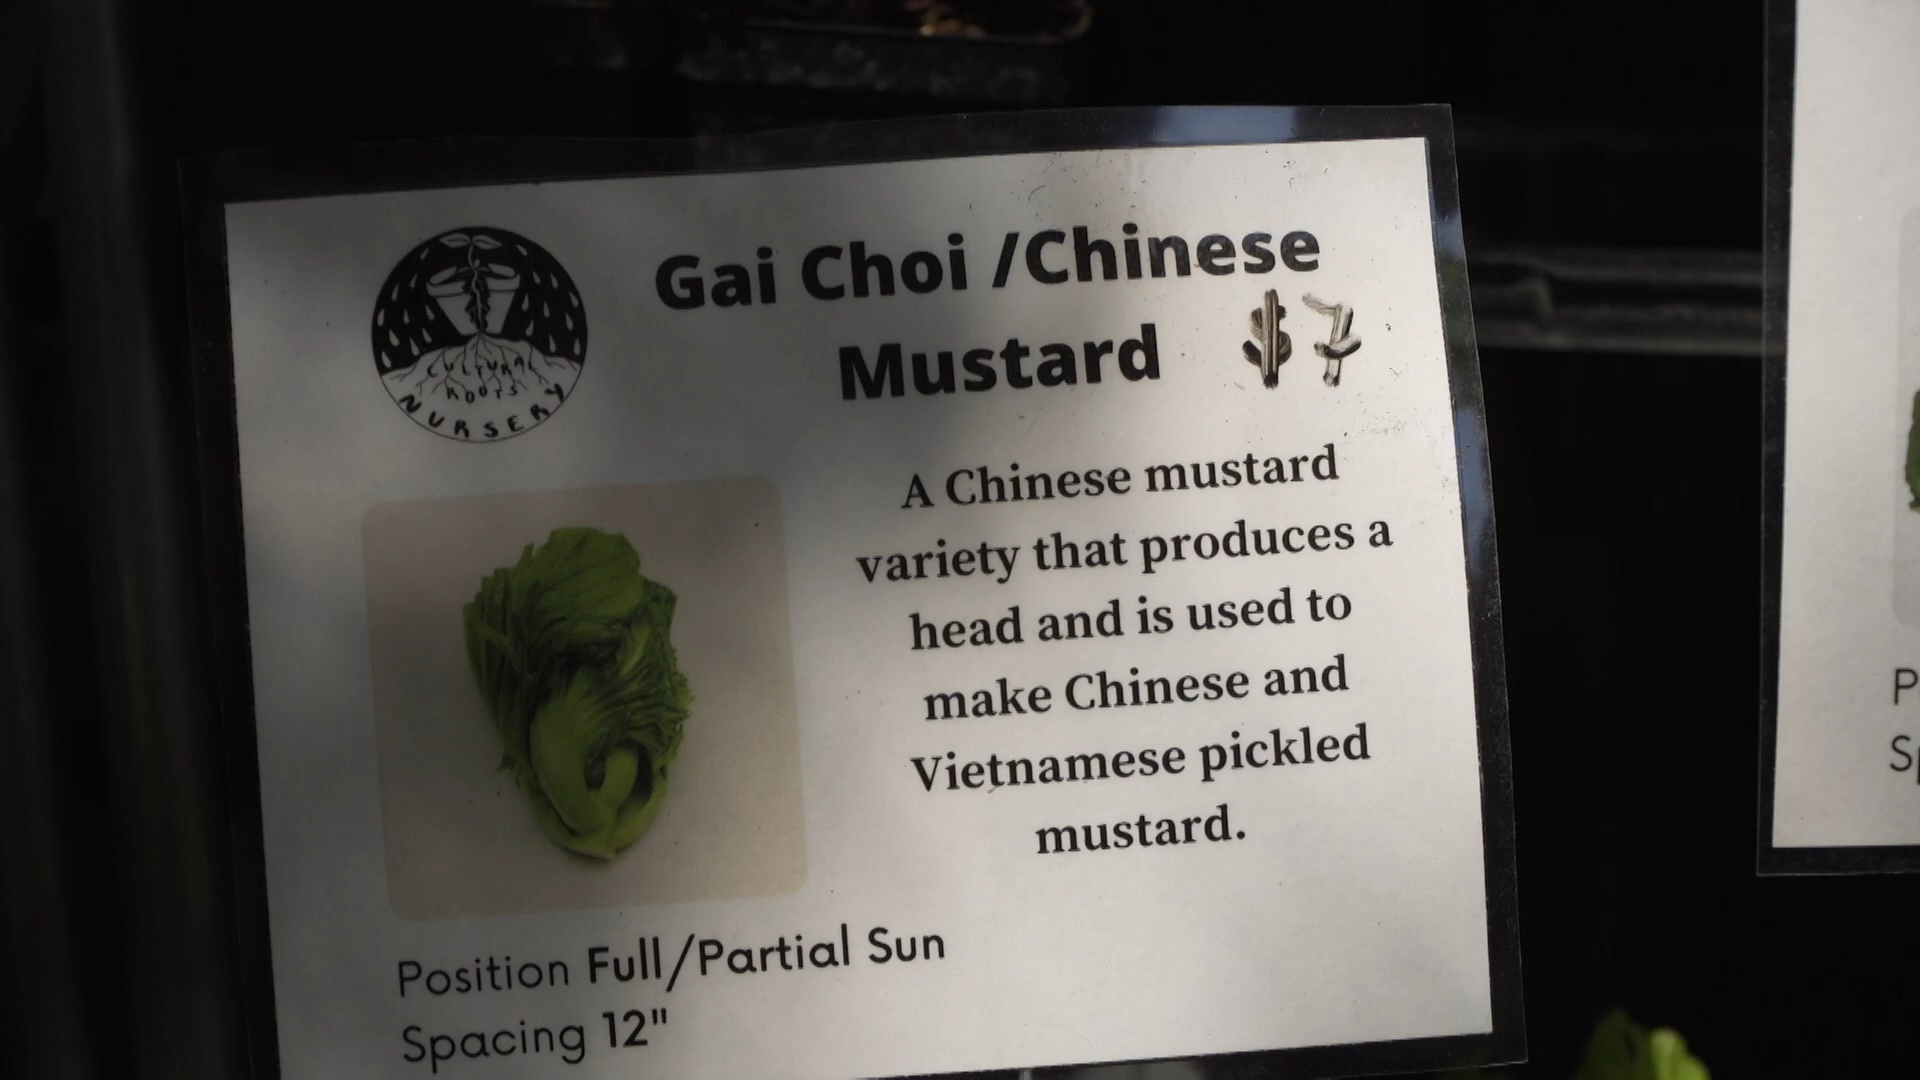 Gai Choi /Chinese
Mustard $7
CULTURAL
ROOTS
NURSERY
A Chinese mustard
variety that produces a
head and is used to
make Chinese and
Vietnamese pickled
mustard.
Position Full/Partial Sun
Spacing 12"
P
Sp